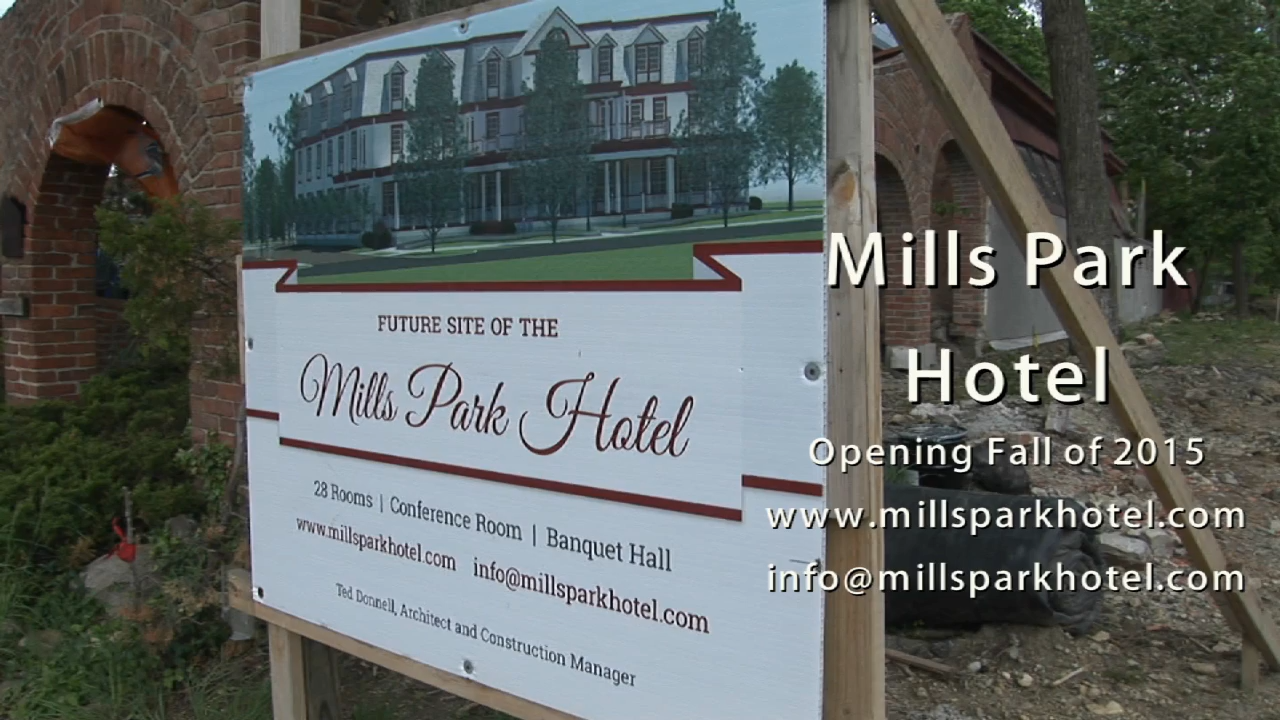 FUTURE SITE OF THE
Mills Park Hotel
28 Rooms | Conference Room | Banquet Hall
www.millsparkhotel.com info@millsparkhotel.com
Ted Donnell, Architect and Construction Manager
Mills Park
Hotel
Opening Fall of 2015
www.millsparkhotel.com
info@millsparkhotel.com